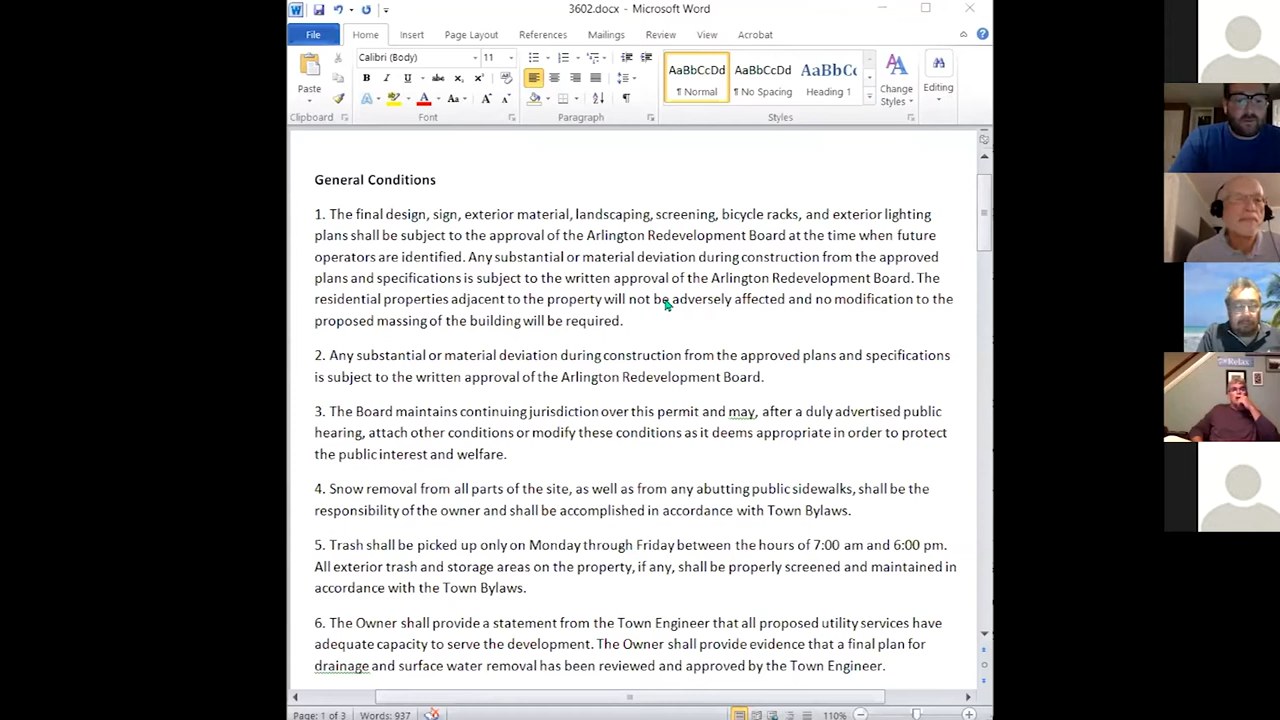 3602.docx - Microsoft Word
File Home Insert Page Layout References Mailings Review View Acrobat
Calibri (Body) 11
AaBbCcDd AaBbCcDd AaBbCc
Paste
¶ Normal ¶ No Spacing Heading 1
Change Styles
Editing
Clipboard Font Paragraph Styles
General Conditions
1. The final design, sign, exterior material, landscaping, screening, bicycle racks, and exterior lighting
plans shall be subject to the approval of the Arlington Redevelopment Board at the time when future
operators are identified. Any substantial or material deviation during construction from the approved
plans and specifications is subject to the written approval of the Arlington Redevelopment Board. The
residential properties adjacent to the property will not be adversely affected and no modification to the
proposed massing of the building will be required.
2. Any substantial or material deviation during construction from the approved plans and specifications
is subject to the written approval of the Arlington Redevelopment Board.
3. The Board maintains continuing jurisdiction over this permit and may, after a duly advertised public
hearing, attach other conditions or modify these conditions as it deems appropriate in order to protect
the public interest and welfare.
4. Snow removal from all parts of the site, as well as from any abutting public sidewalks, shall be the
responsibility of the owner and shall be accomplished in accordance with Town Bylaws.
5. Trash shall be picked up only on Monday through Friday between the hours of 7:00 am and 6:00 pm.
All exterior trash and storage areas on the property, if any, shall be properly screened and maintained in
accordance with the Town Bylaws.
6. The Owner shall provide a statement from the Town Engineer that all proposed utility services have
adequate capacity to serve the development. The Owner shall provide evidence that a final plan for
drainage and surface water removal has been reviewed and approved by the Town Engineer.
Page: 1 of 3 Words: 937 110%
Relax